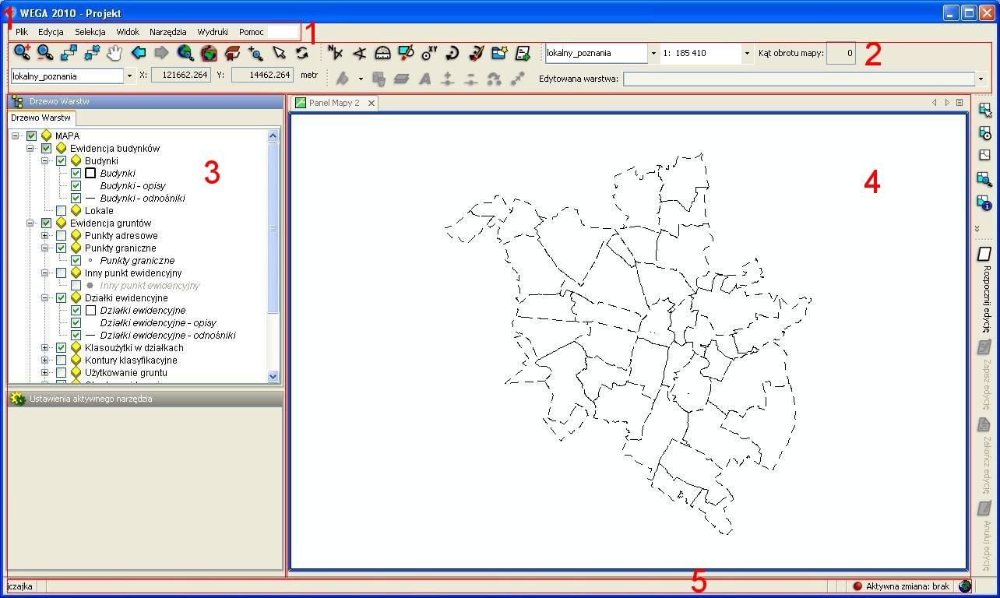 1
WEGA 2010 - Projekt
Plik Edycja Selekcja Widok Narzędzia Wydruki Pomoc
1
lokalny_poznania
1: 185 410
Kąt obrotu mapy: 0
2
lokalny_poznania
X: 121662.264 Y: 14462.264 metr
Edytowana warstwa:
Drzewo Warstw
Panel Mapy 2
Drzewo Warstw
MAPA
Ewidencja budynków
Budynki
Budynki
Budynki - opisy
Budynki - odnośniki
Lokale
Ewidencja gruntów
Punkty adresowe
Punkty graniczne
Punkty graniczne
Inny punkt ewidencyjny
Inny punkt ewidencyjny
Działki ewidencyjne
Działki ewidencyjne
Działki ewidencyjne - opisy
Działki ewidencyjne - odnośniki
Klasoużytki w działkach
Kontury klasyfikacyjne
Użytkowanie gruntu
3
4
Ustawienia aktywnego narzędzia
Rozpocznij edycję
Zapisz edycję
Zakończ edycję
Anuluj edycję
jczajka
5
Aktywna zmiana: brak